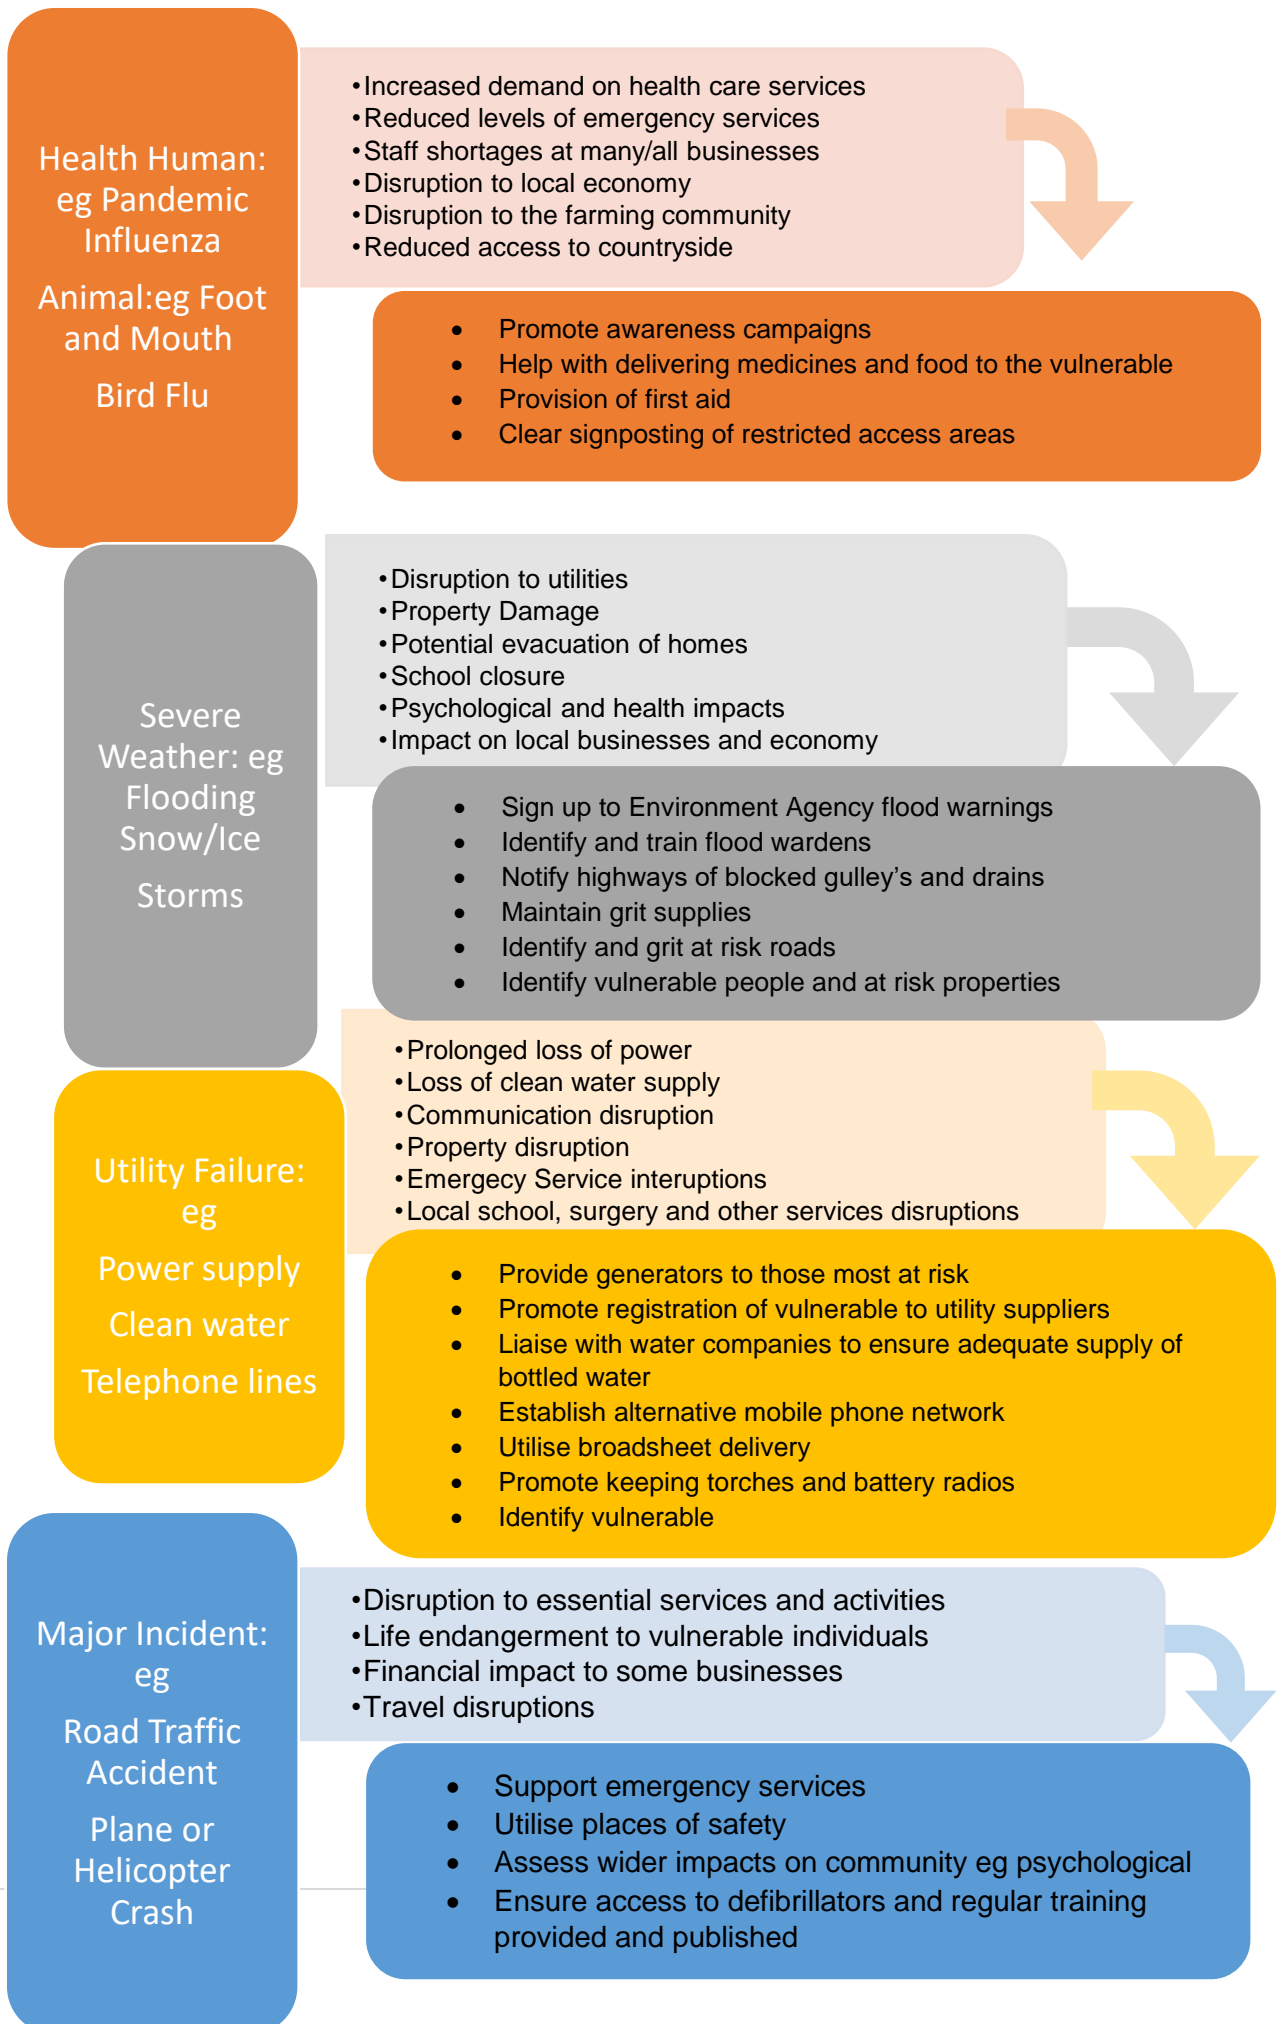 Health Human:
eg Pandemic
Influenza
Animal:eg Foot
and Mouth
Bird Flu
•Increased demand on health care services
•Reduced levels of emergency services
•Staff shortages at many/all businesses
•Disruption to local economy
•Disruption to the farming community
•Reduced access to countryside
• Promote awareness campaigns
• Help with delivering medicines and food to the vulnerable
• Provision of first aid
• Clear signposting of restricted access areas
Severe
Weather: eg
Flooding
Snow/Ice
Storms
•Disruption to utilities
•Property Damage
•Potential evacuation of homes
•School closure
•Psychological and health impacts
•Impact on local businesses and economy
• Sign up to Environment Agency flood warnings
• Identify and train flood wardens
• Notify highways of blocked gulley’s and drains
• Maintain grit supplies
• Identify and grit at risk roads
• Identify vulnerable people and at risk properties
Utility Failure:
eg
Power supply
Clean water
Telephone lines
•Prolonged loss of power
•Loss of clean water supply
•Communication disruption
•Property disruption
•Emergecy Service interuptions
•Local school, surgery and other services disruptions
• Provide generators to those most at risk
• Promote registration of vulnerable to utility suppliers
• Liaise with water companies to ensure adequate supply of
bottled water
• Establish alternative mobile phone network
• Utilise broadsheet delivery
• Promote keeping torches and battery radios
• Identify vulnerable
Major Incident:
eg
Road Traffic
Accident
Plane or
Helicopter
Crash
•Disruption to essential services and activities
•Life endangerment to vulnerable individuals
•Financial impact to some businesses
•Travel disruptions
• Support emergency services
• Utilise places of safety
• Assess wider impacts on community eg psychological
• Ensure access to defibrillators and regular training
provided and published